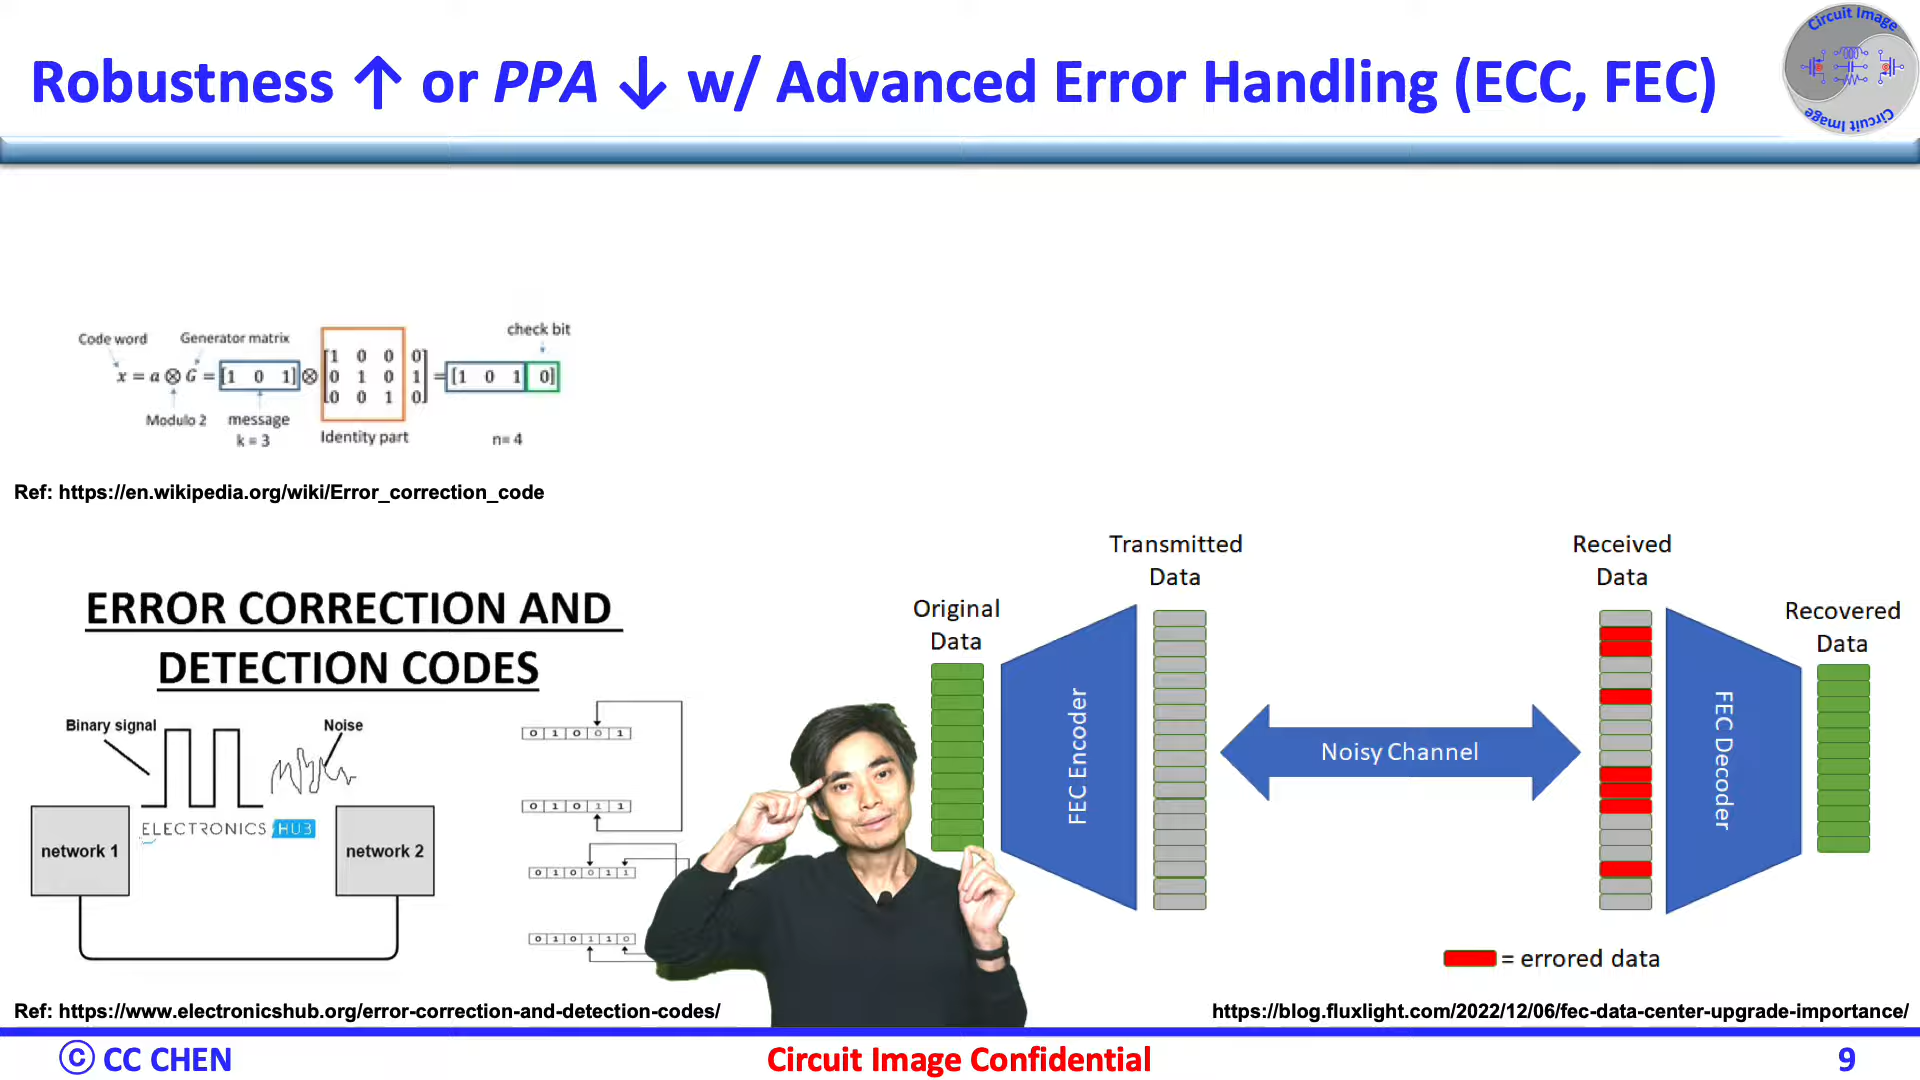 Robustness ↑ or PPA ↓ w/ Advanced Error Handling (ECC, FEC)
Circuit Image
Circuit Image
Code word
Generator matrix
check bit
x = a ⊗ G = [1 0 1] ⊗ [1 0 0 0
0 1 0 1
0 0 1 0] = [1 0 1 0]
Modulo 2
message
k = 3
Identity part
n= 4
Ref: https://en.wikipedia.org/wiki/Error_correction_code
ERROR CORRECTION AND
DETECTION CODES
Binary signal
Noise
ELECTRONICS HUB
network 1
network 2
0 1 0 0 1
0 1 0 1 1
0 1 0 0 1 1
0 1 0 1 1 0
Ref: https://www.electronicshub.org/error-correction-and-detection-codes/
Original
Data
Transmitted
Data
Received
Data
Recovered
Data
FEC Encoder
Noisy Channel
FEC Decoder
= errored data
https://blog.fluxlight.com/2022/12/06/fec-data-center-upgrade-importance/
© CC CHEN
Circuit Image Confidential
9